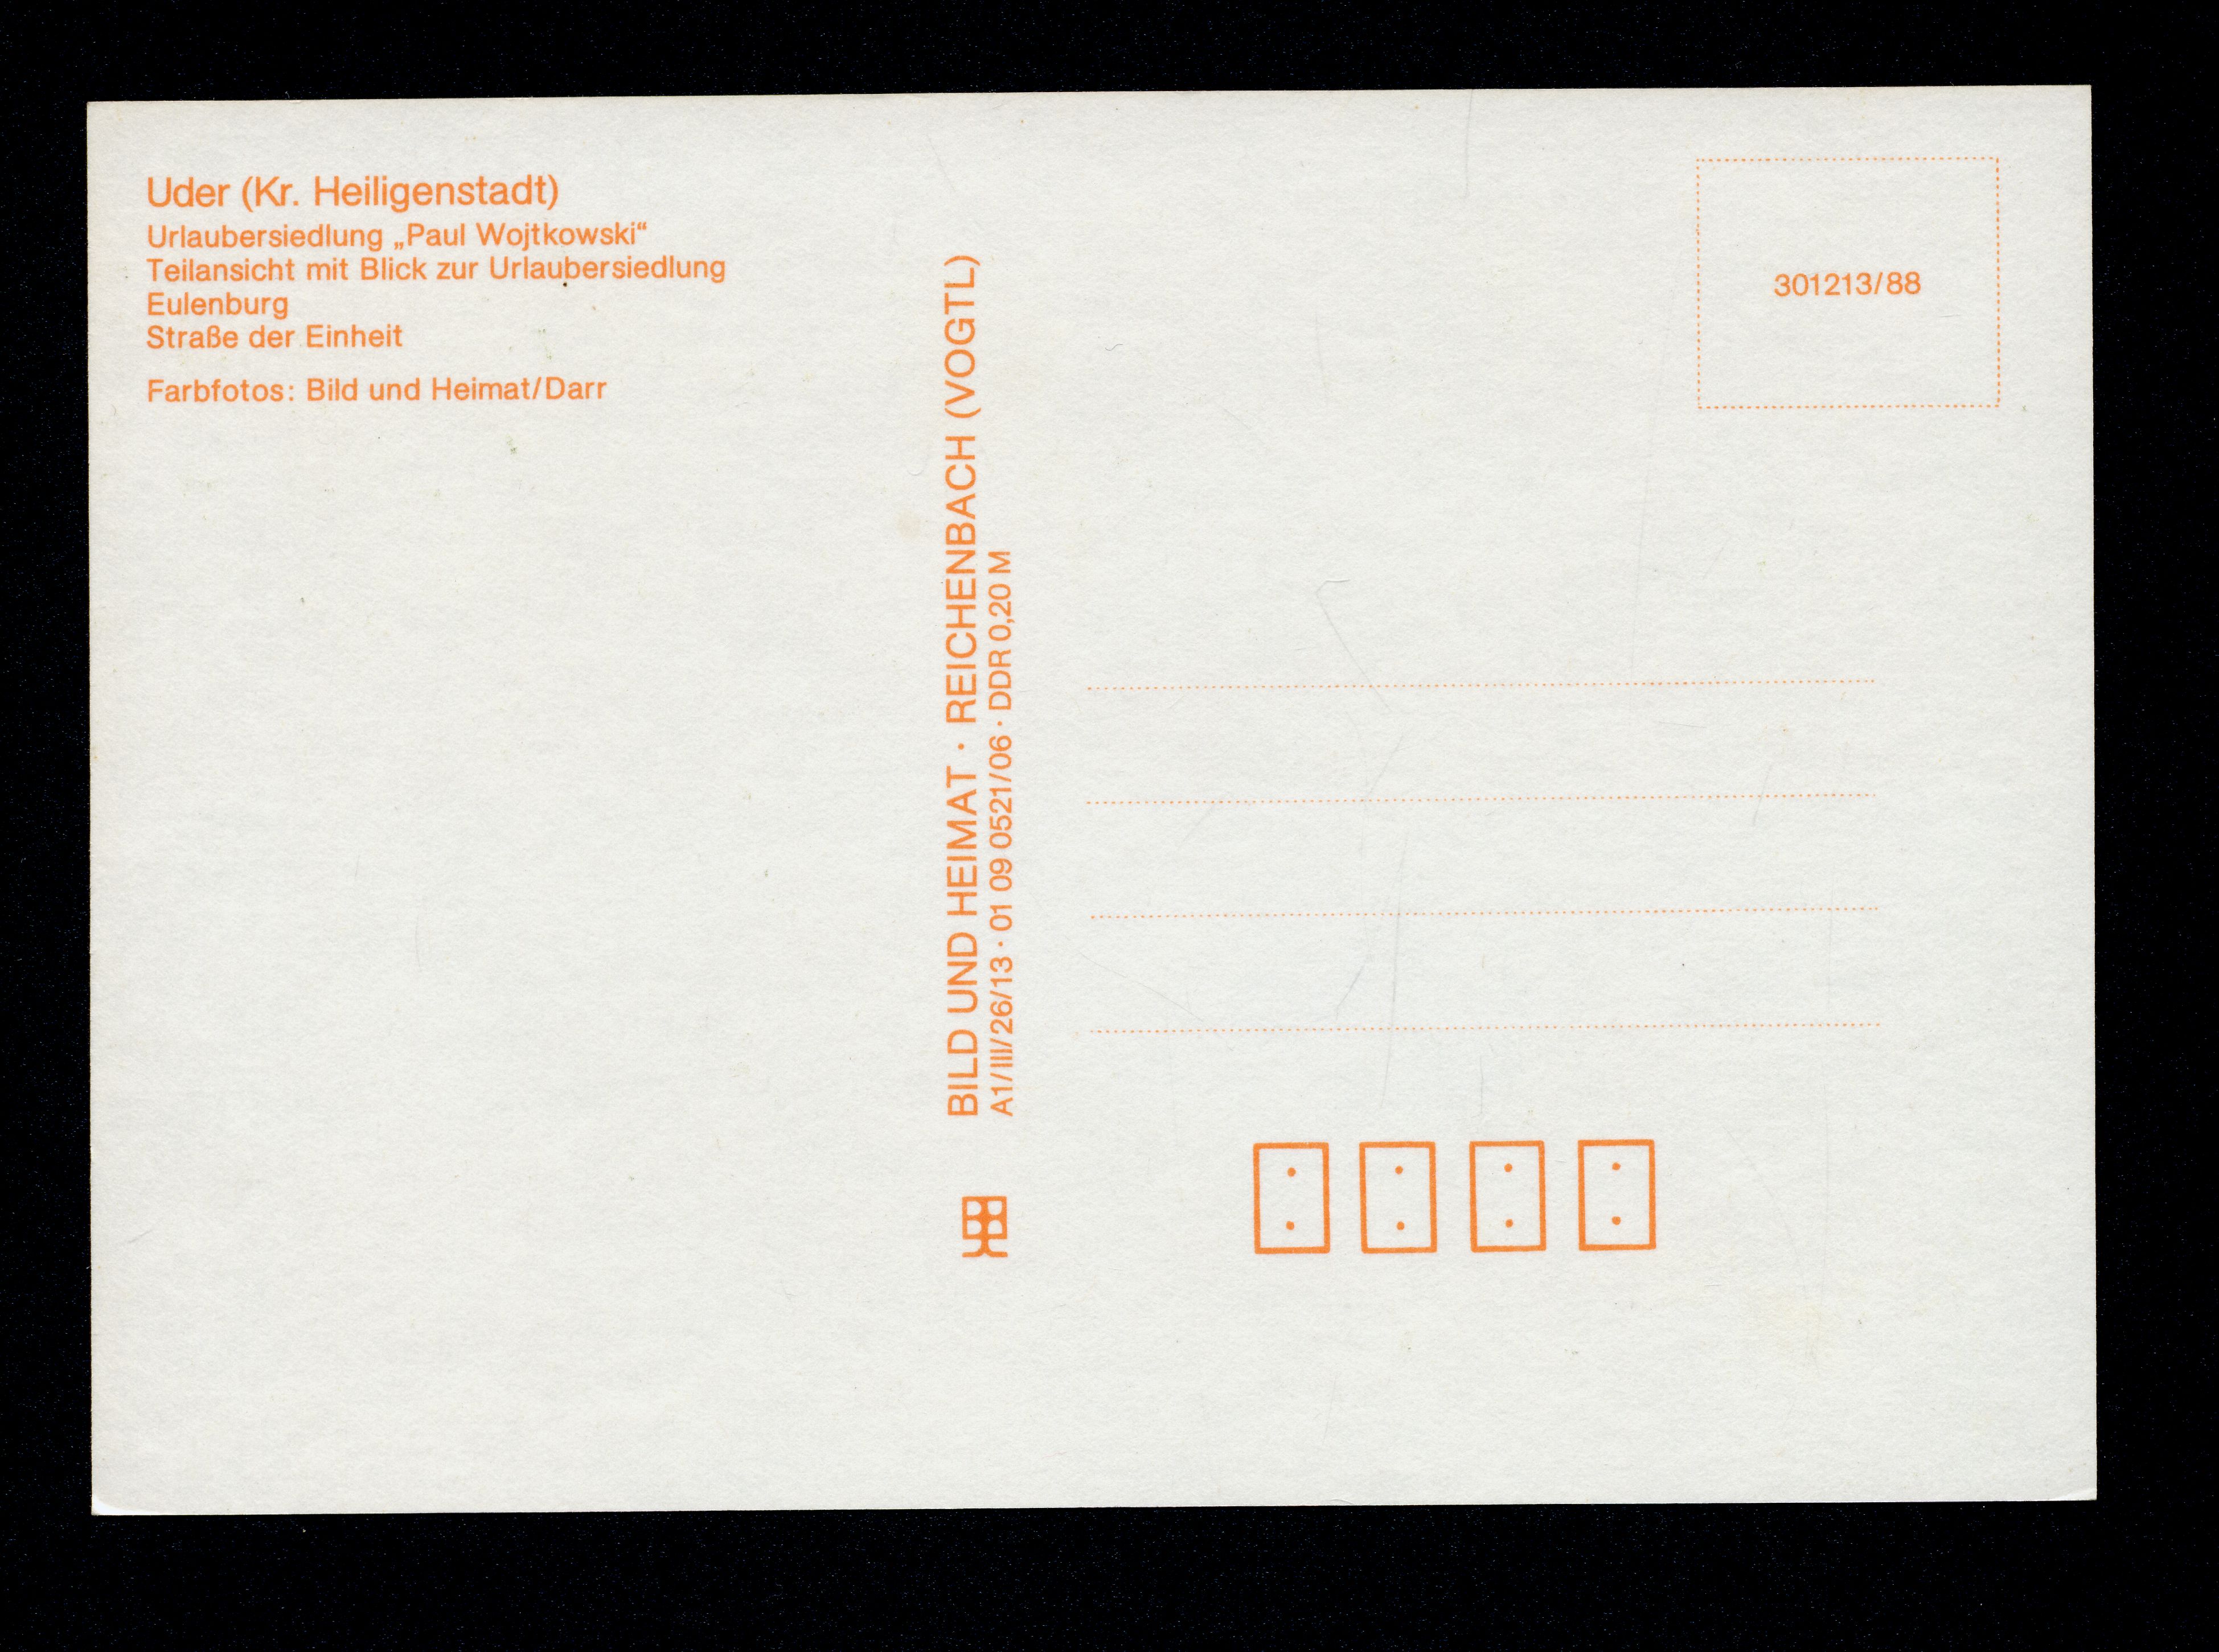 Uder (Kr. Heiligenstadt)
Urlaubersiedlung „Paul Wojtkowski“
Teilansicht mit Blick zur Urlaubersiedlung
Eulenburg
Straße der Einheit
Farbfotos: Bild und Heimat/Darr
BILD UND HEIMAT · REICHENBACH (VOGTL)
A1/III/26/13 · 01 09 0521/06 · DDR 0,20 M
301213/88